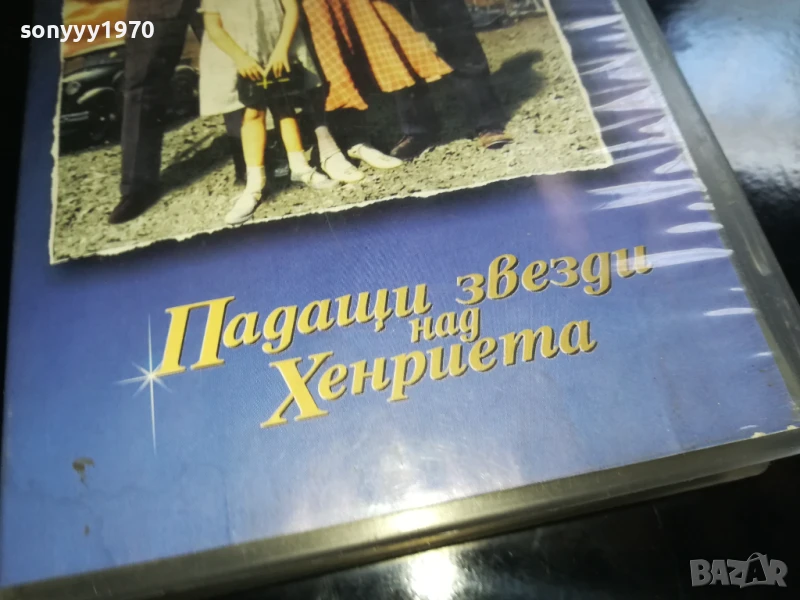 sonyyy1970
Падащи звезди
над
Хенриета
BAZAR